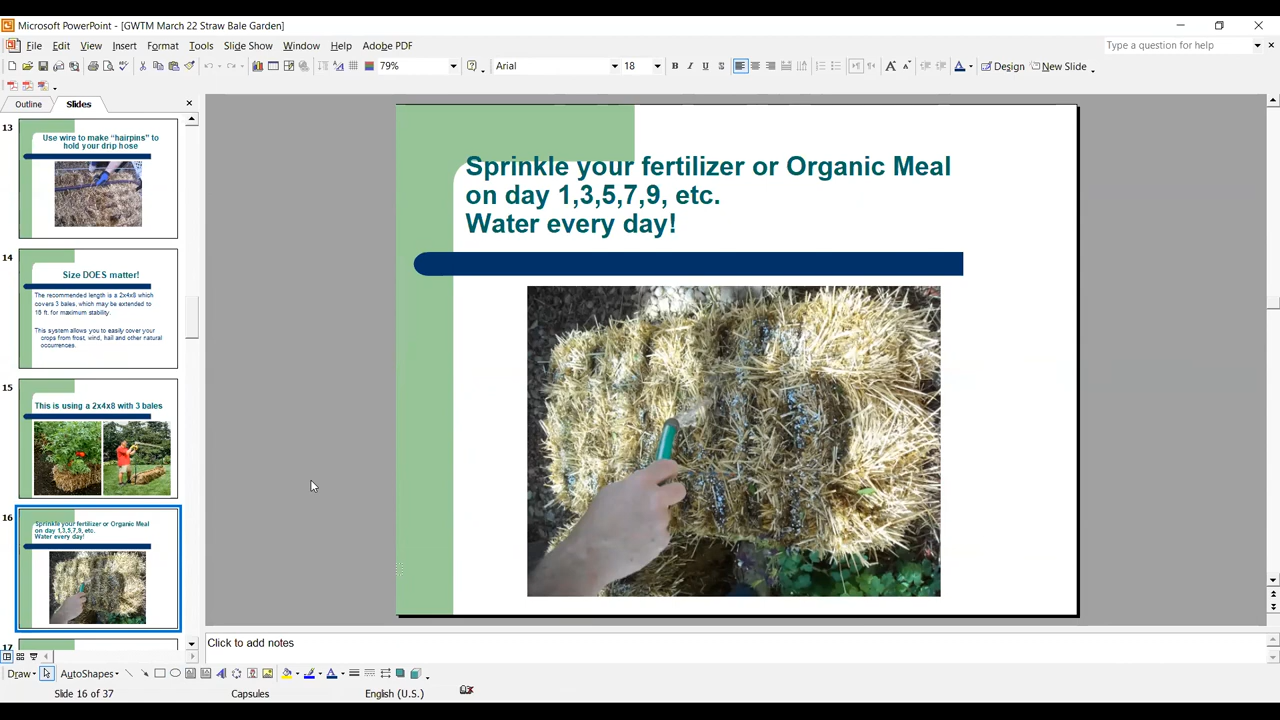 Microsoft PowerPoint - [GWTM March 22 Straw Bale Garden]
File Edit View Insert Format Tools Slide Show Window Help Adobe PDF
Type a question for help
79%
Arial
18
B I U S
A A
A
Design
New Slide
Outline
Slides
13
Use wire to make "hairpins" to
hold your drip hose
14
Size DOES matter!
The recommended length is a 2x4x8 which
covers 3 bales, which may be extended to
16 ft. for maximum stability.
This system allows you to easily cover your
crops from frost, wind, hail and other natural
occurrences.
15
This is using a 2x4x8 with 3 bales
16
Sprinkle your fertilizer or Organic Meal
on day 1,3,5,7,9, etc.
Water every day!
17
Sprinkle your fertilizer or Organic Meal
on day 1,3,5,7,9, etc.
Water every day!
Click to add notes
Draw
AutoShapes
Slide 16 of 37
Capsules
English (U.S.)